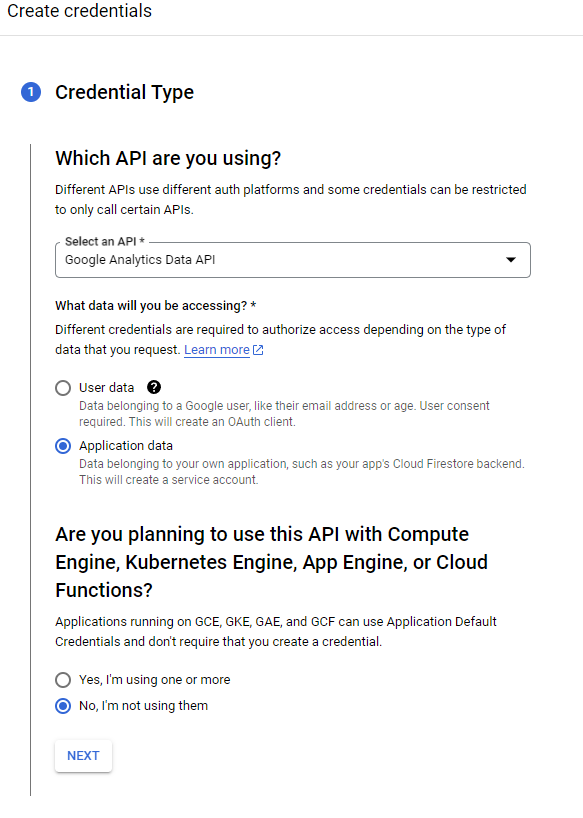 Create credentials
1 Credential Type
Which API are you using?
Different APIs use different auth platforms and some credentials can be restricted
to only call certain APIs.
Select an API *
Google Analytics Data API
What data will you be accessing? *
Different credentials are required to authorize access depending on the type of
data that you request. Learn more
User data ?
Data belonging to a Google user, like their email address or age. User consent
required. This will create an OAuth client.
Application data
Data belonging to your own application, such as your app's Cloud Firestore backend.
This will create a service account.
Are you planning to use this API with Compute
Engine, Kubernetes Engine, App Engine, or Cloud
Functions?
Applications running on GCE, GKE, GAE, and GCF can use Application Default
Credentials and don't require that you create a credential.
Yes, I'm using one or more
No, I'm not using them
NEXT